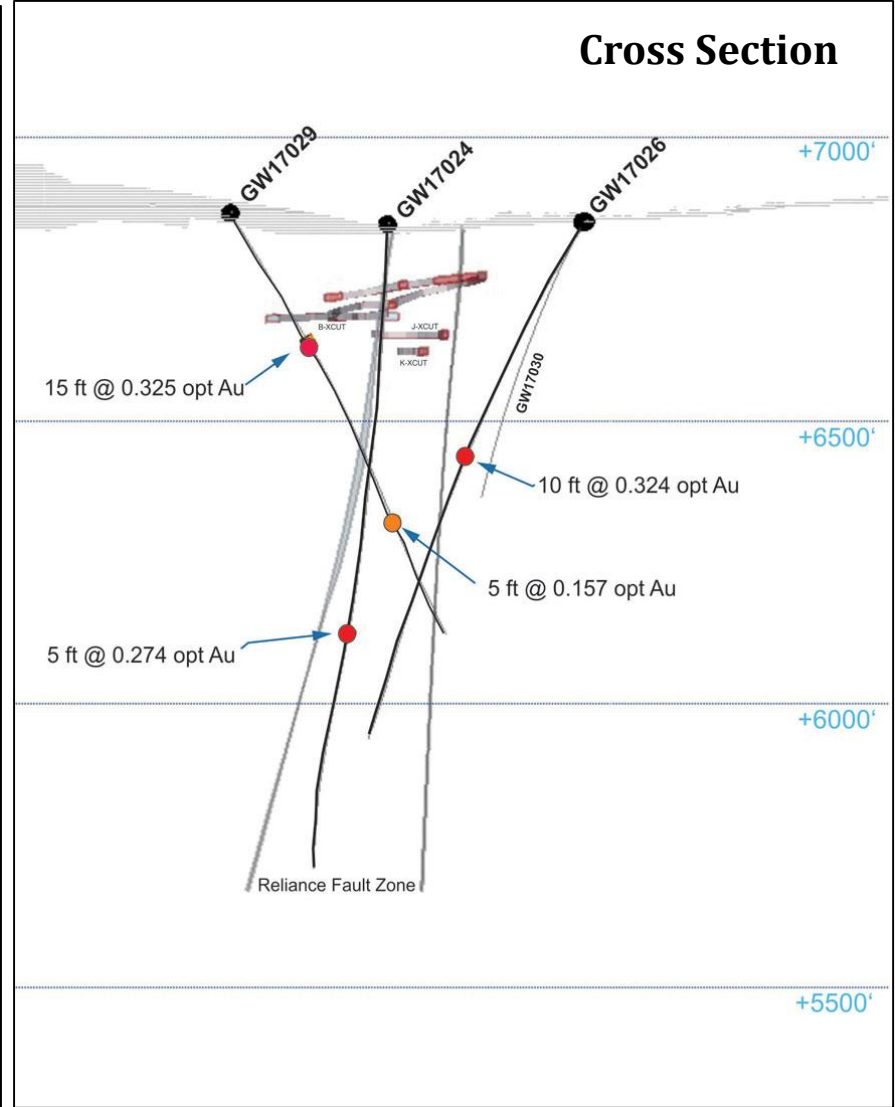 Cross Section
+7000‘
GW17029
GW17024
GW17026
B-XCUT
J-XCUT
K-XCUT
GW17030
15 ft @ 0.325 opt Au
+6500‘
10 ft @ 0.324 opt Au
5 ft @ 0.157 opt Au
5 ft @ 0.274 opt Au
+6000‘
Reliance Fault Zone
+5500‘